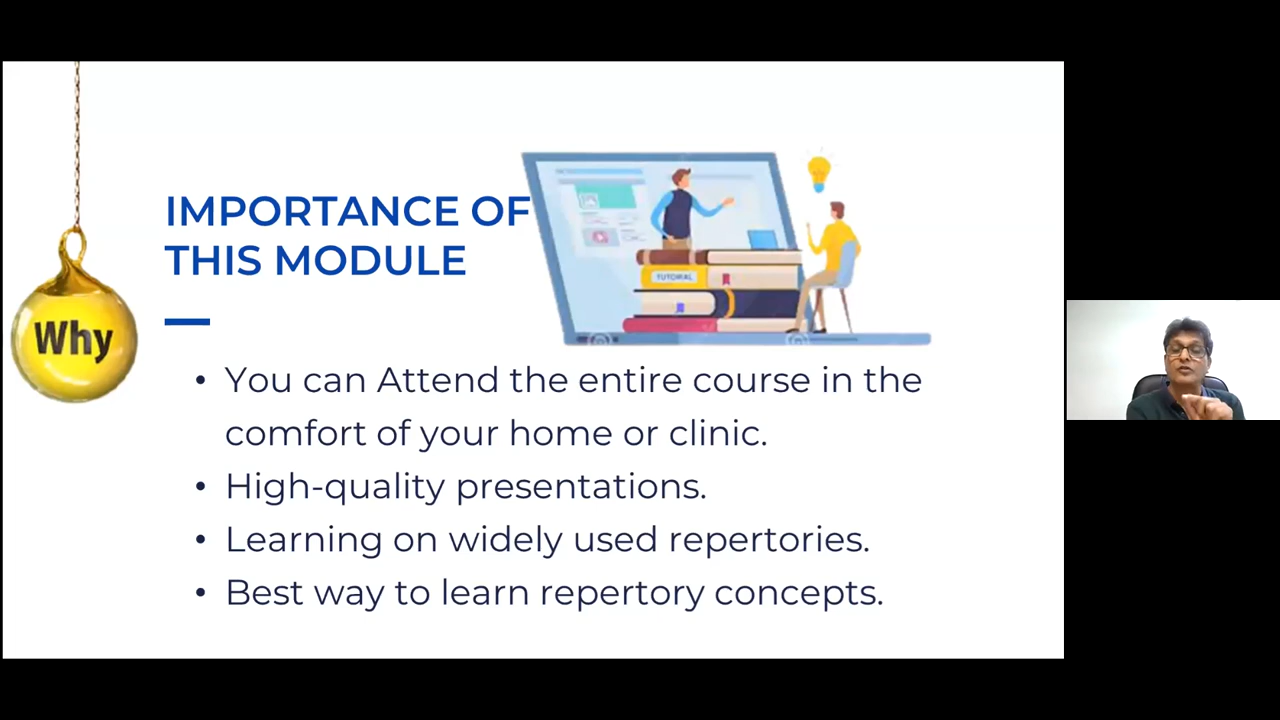 IMPORTANCE OF
THIS MODULE
TUTORIAL
Why
• You can Attend the entire course in the
comfort of your home or clinic.
• High-quality presentations.
• Learning on widely used repertories.
• Best way to learn repertory concepts.